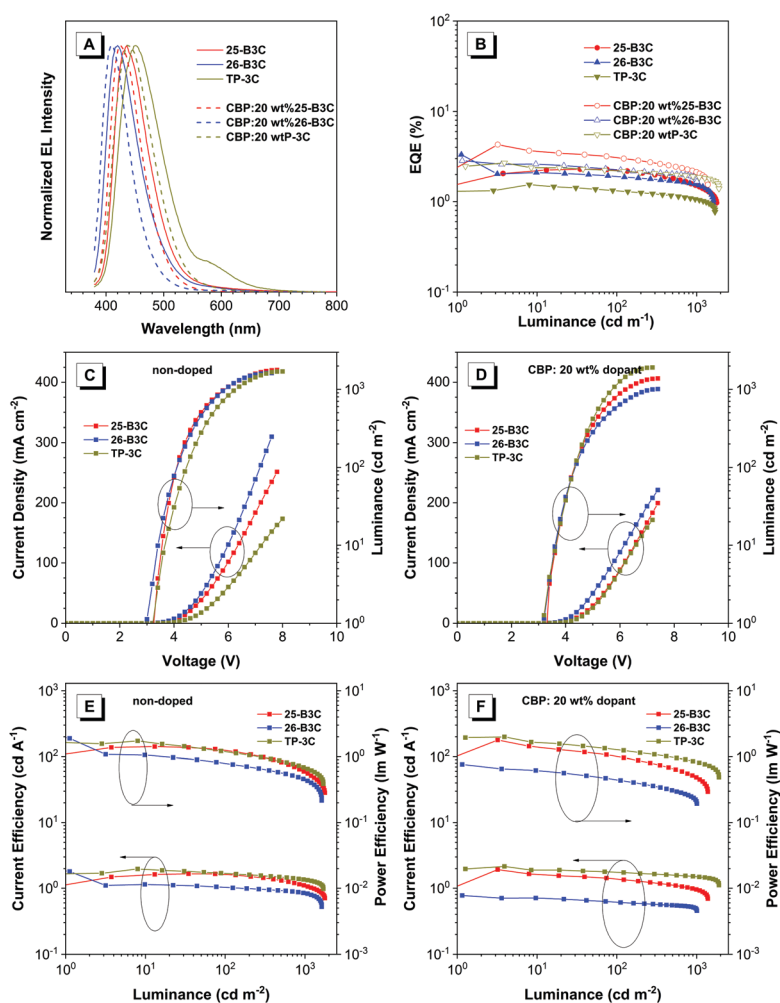 A
25-B3C
26-B3C
TP-3C
CBP:20 wt%25-B3C
CBP:20 wt%26-B3C
CBP:20 wtP-3C
Normalized EL Intensity
400 500 600 700 800
Wavelength (nm)
B
25-B3C
26-B3C
TP-3C
CBP:20 wt%25-B3C
CBP:20 wt%26-B3C
CBP:20 wtP-3C
EQE (%)
10²
10¹
10⁰
10⁻¹
10⁰ 10¹ 10² 10³
Luminance (cd m⁻¹)
C
non-doped
25-B3C
26-B3C
TP-3C
Current Density (mA cm⁻²)
400
300
200
100
0
Luminance (cd m⁻²)
10³
10²
10¹
10⁰
0 2 4 6 8 10
Voltage (V)
D
CBP: 20 wt% dopant
25-B3C
26-B3C
TP-3C
Current Density (mA cm⁻²)
400
300
200
100
0
Luminance (cd m⁻²)
10³
10²
10¹
10⁰
0 2 4 6 8 10
Voltage (V)
E
non-doped
25-B3C
26-B3C
TP-3C
Current Efficiency (cd A⁻¹)
10³
10²
10¹
10⁰
10⁻¹
Power Efficiency (lm W⁻¹)
10¹
10⁰
10⁻¹
10⁻²
10⁻³
10⁰ 10¹ 10² 10³
Luminance (cd m⁻²)
F
CBP: 20 wt% dopant
25-B3C
26-B3C
TP-3C
Current Efficiency (cd A⁻¹)
10³
10²
10¹
10⁰
10⁻¹
Power Efficiency (lm W⁻¹)
10¹
10⁰
10⁻¹
10⁻²
10⁻³
10⁰ 10¹ 10² 10³
Luminance (cd m⁻²)